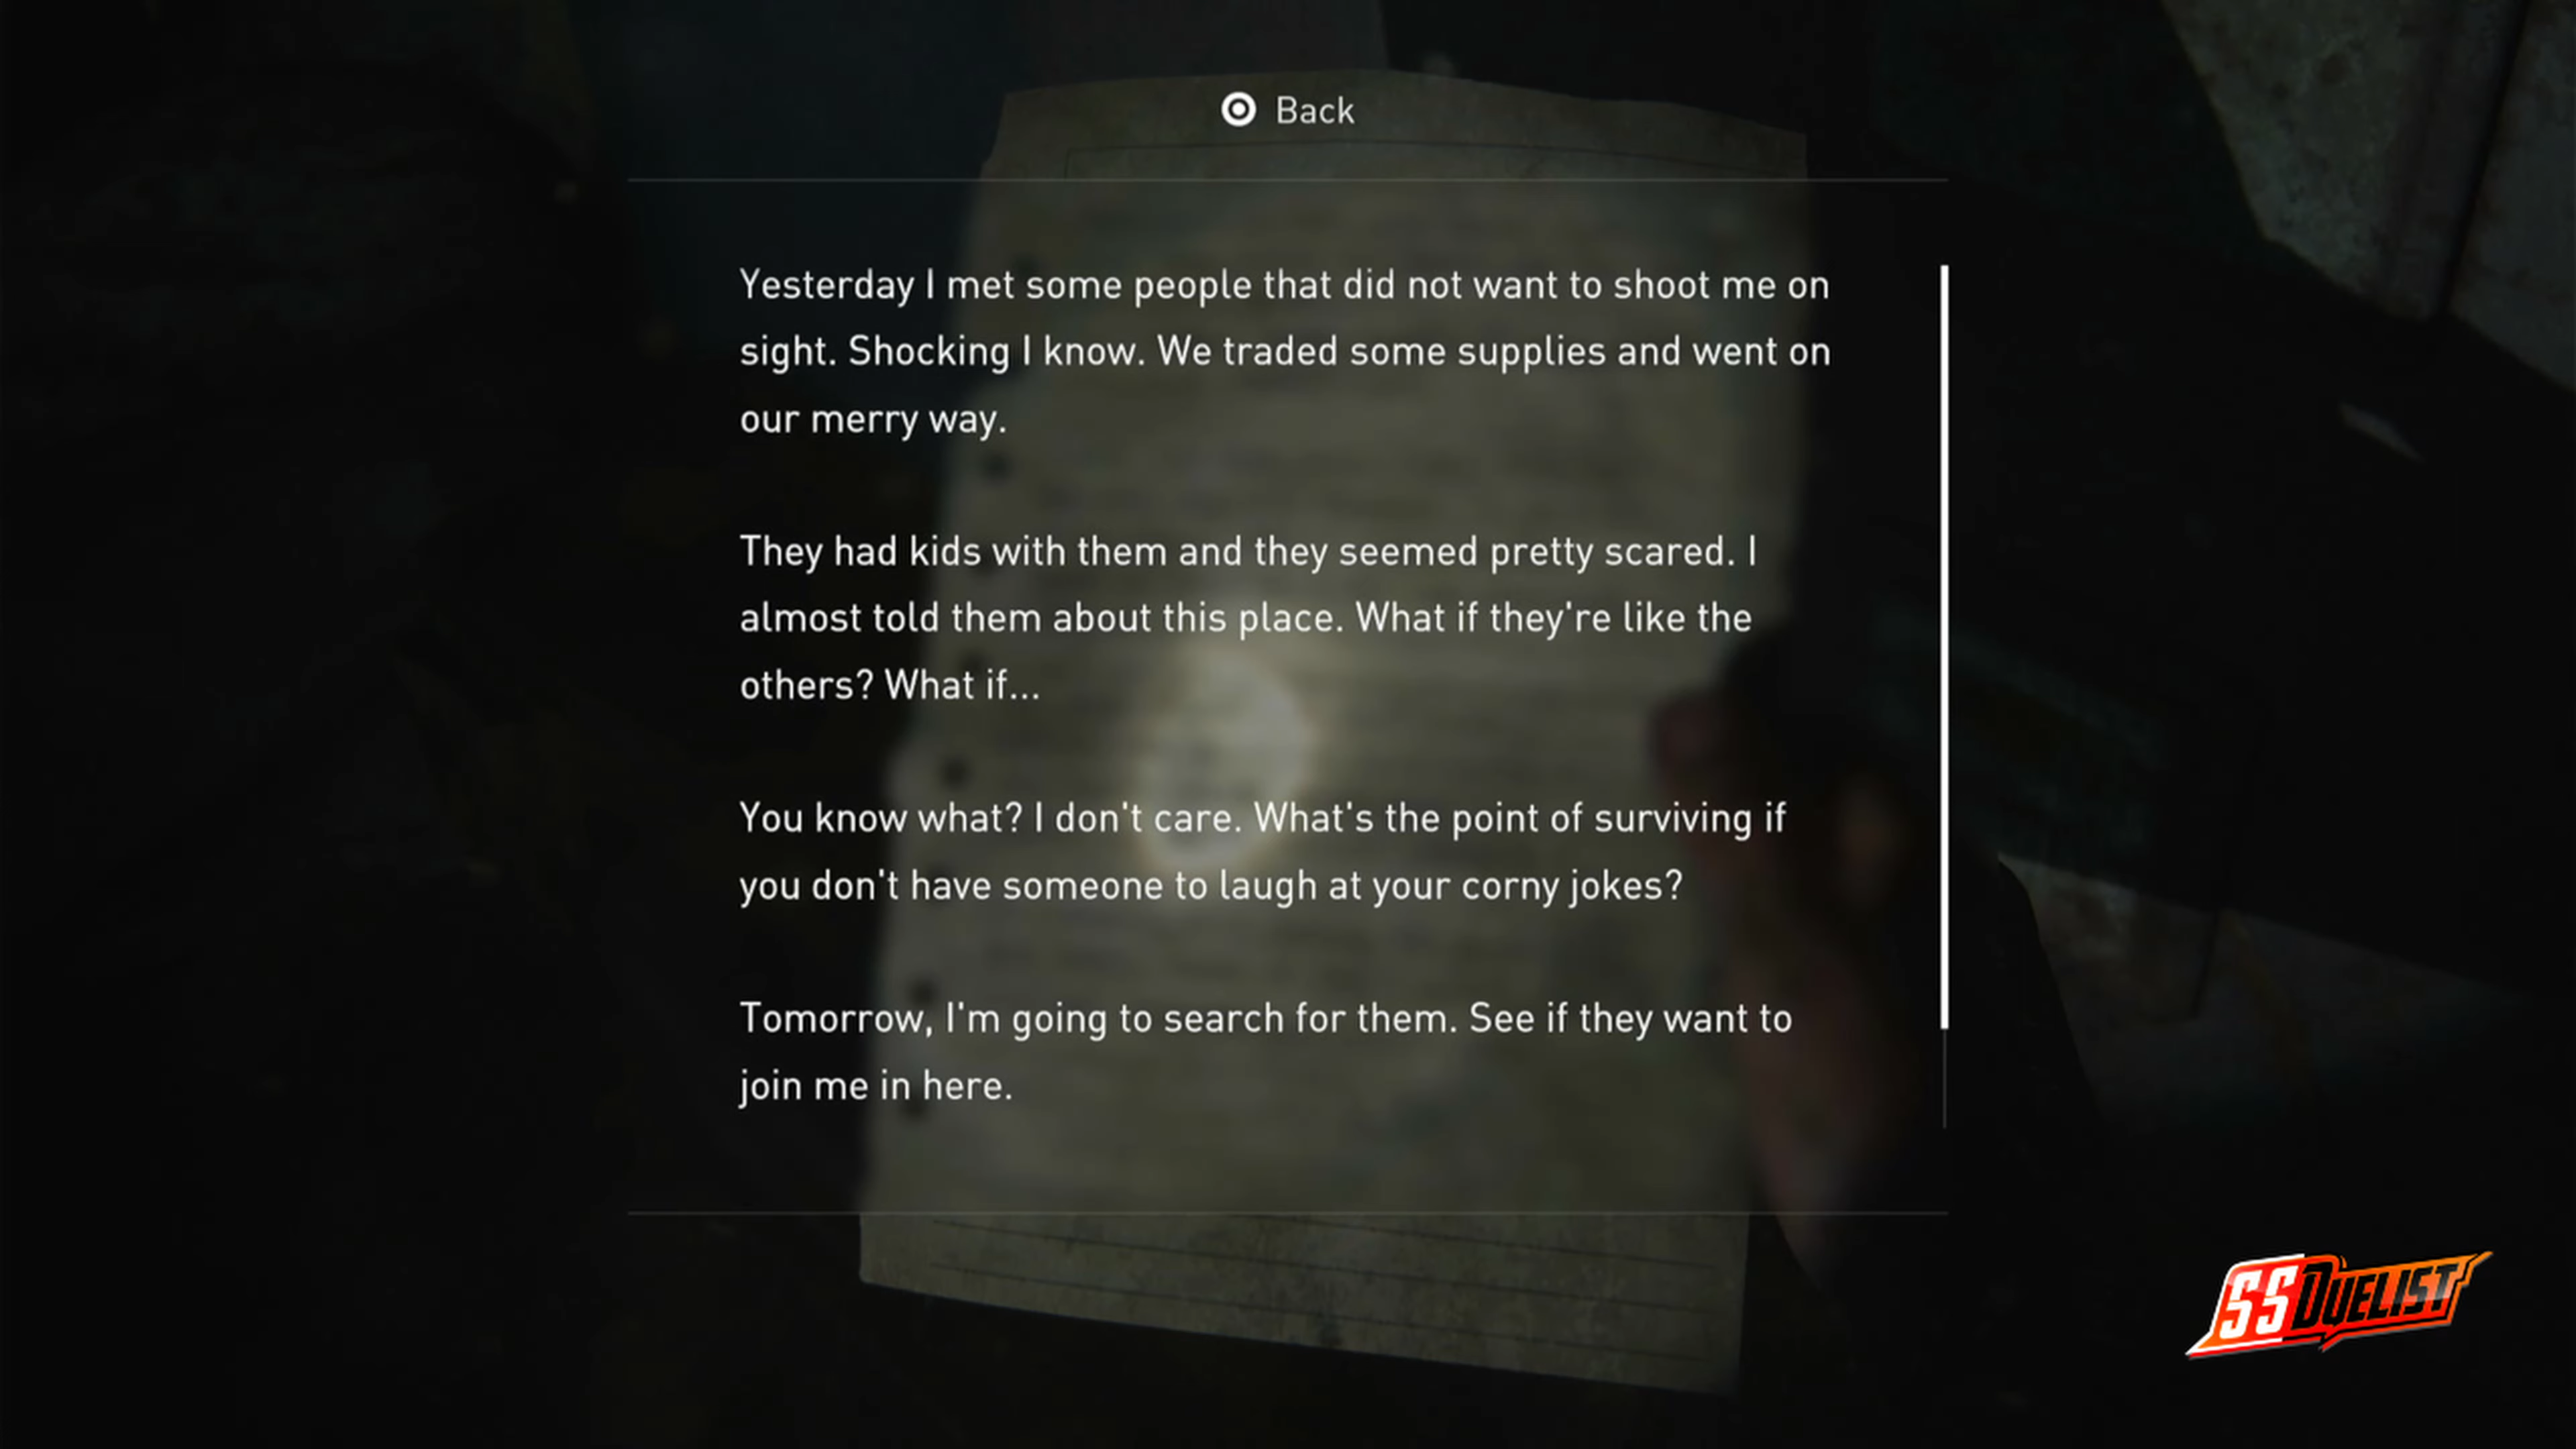 Back
Yesterday I met some people that did not want to shoot me on
sight. Shocking I know. We traded some supplies and went on
our merry way.
They had kids with them and they seemed pretty scared. I
almost told them about this place. What if they're like the
others? What if...
You know what? I don't care. What's the point of surviving if
you don't have someone to laugh at your corny jokes?
Tomorrow, I'm going to search for them. See if they want to
join me in here.
SSDUELIST